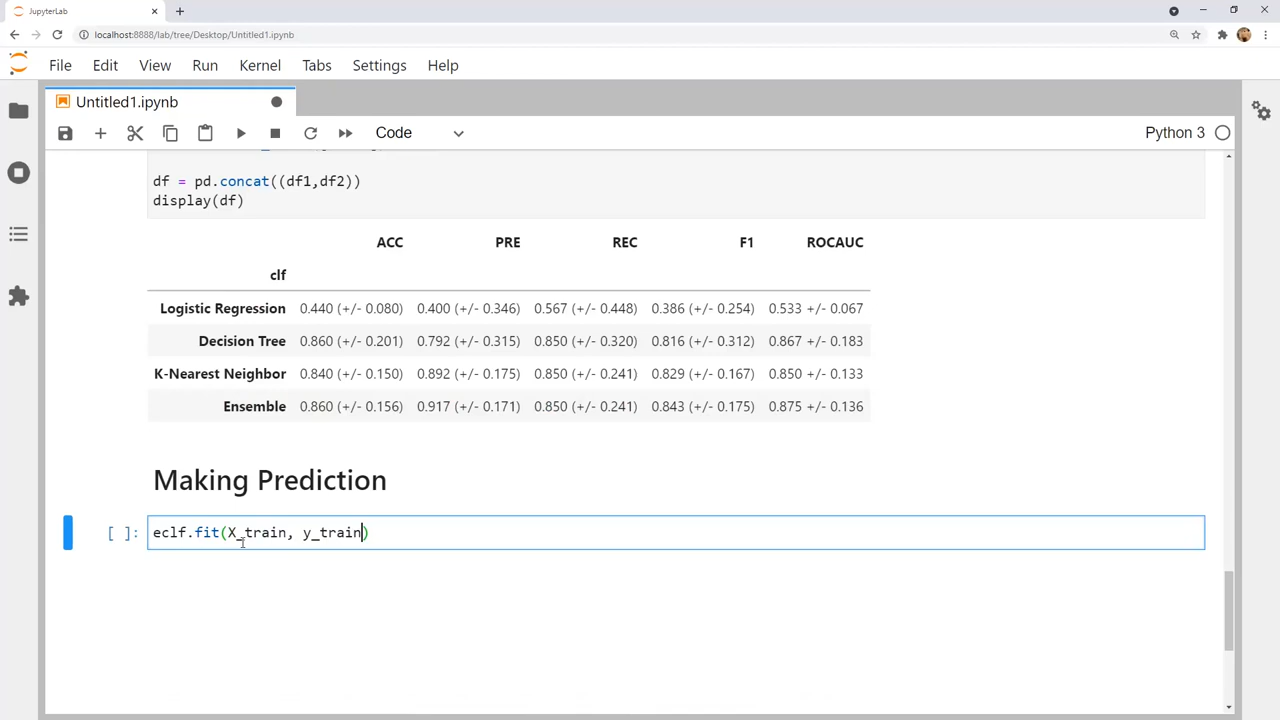 JupyterLab
localhost:8888/lab/tree/Desktop/Untitled1.ipynb
File Edit View Run Kernel Tabs Settings Help
Untitled1.ipynb
Code Python 3
df = pd.concat((df1,df2))
display(df)
ACC PRE REC F1 ROCAUC
clf
Logistic Regression 0.440 (+/- 0.080) 0.400 (+/- 0.346) 0.567 (+/- 0.448) 0.386 (+/- 0.254) 0.533 +/- 0.067
Decision Tree 0.860 (+/- 0.201) 0.792 (+/- 0.315) 0.850 (+/- 0.320) 0.816 (+/- 0.312) 0.867 +/- 0.183
K-Nearest Neighbor 0.840 (+/- 0.150) 0.892 (+/- 0.175) 0.850 (+/- 0.241) 0.829 (+/- 0.167) 0.850 +/- 0.133
Ensemble 0.860 (+/- 0.156) 0.917 (+/- 0.171) 0.850 (+/- 0.241) 0.843 (+/- 0.175) 0.875 +/- 0.136
Making Prediction
[ ]: eclf.fit(X_train, y_train)